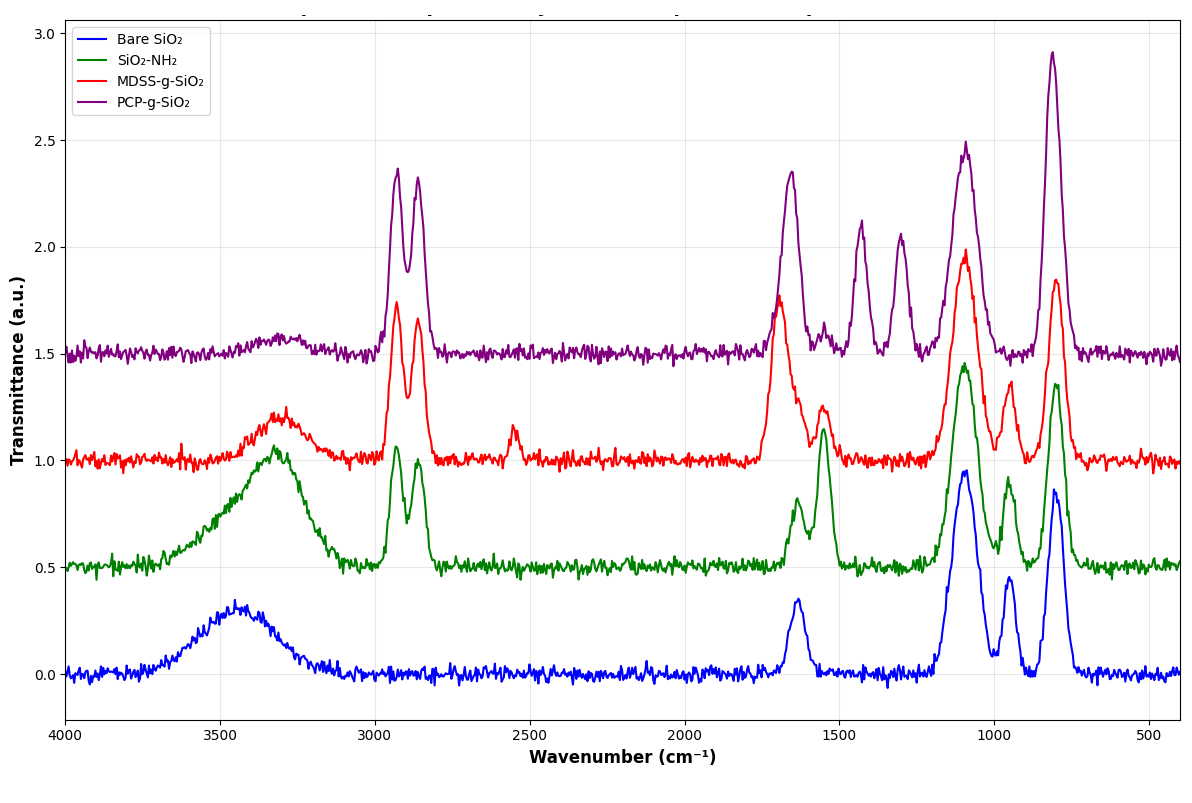 Bare SiO₂
SiO₂-NH₂
MDSS-g-SiO₂
PCP-g-SiO₂
Transmittance (a.u.)
3.0
2.5
2.0
1.5
1.0
0.5
0.0
4000 3500 3000 2500 2000 1500 1000 500
Wavenumber (cm⁻¹)